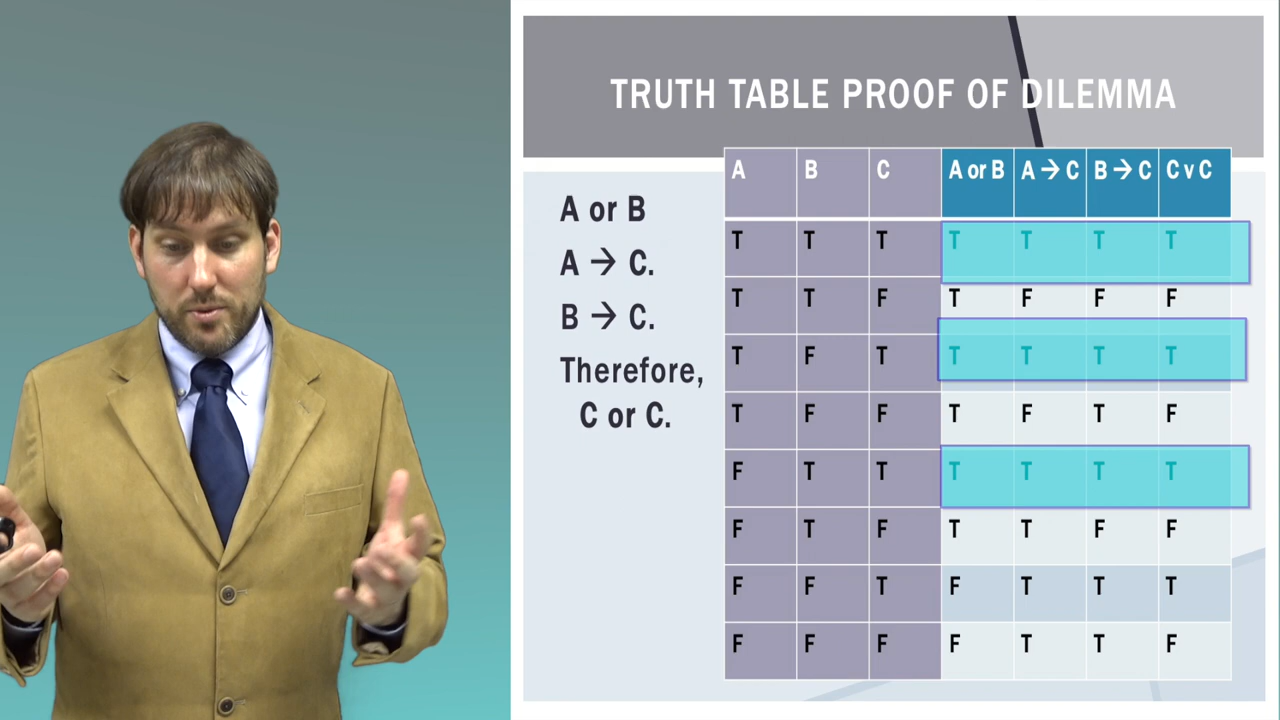 TRUTH TABLE PROOF OF DILEMMA
A or B
A → C.
B → C.
Therefore,
C or C.
A B C A or B A → C B → C C v C
T T T T T T T
T T F T F F F
T F T T T T T
T F F T F T F
F T T T T T T
F T F T T F F
F F T F T T T
F F F F T T F